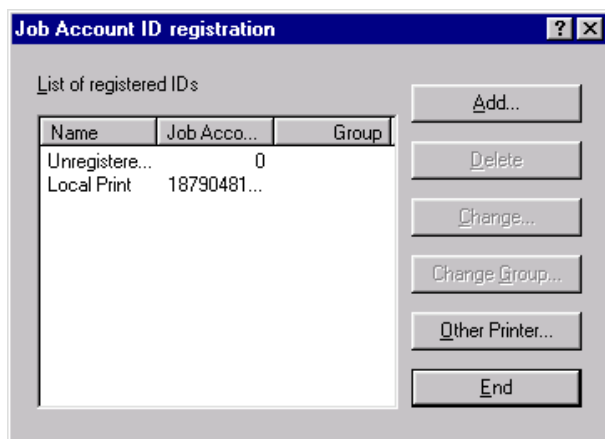 Job Account ID registration
List of registered IDs
Add...
Name Job Acco... Group
Delete
Unregistere... 0
Local Print 18790481...
Change...
Change Group...
Other Printer...
End